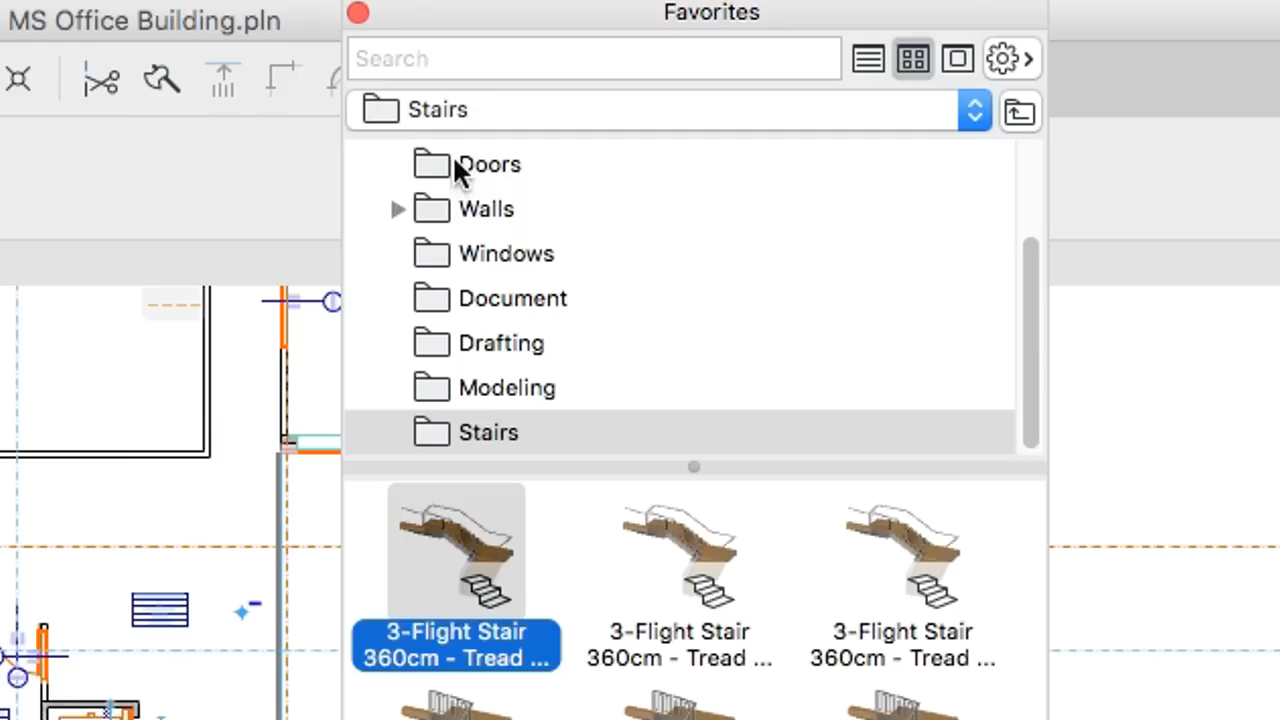 MS Office Building.pln
Favorites
Search
Stairs
Doors
Walls
Windows
Document
Drafting
Modeling
Stairs
3-Flight Stair
360cm - Tread ...
3-Flight Stair
360cm - Tread ...
3-Flight Stair
360cm - Tread ...